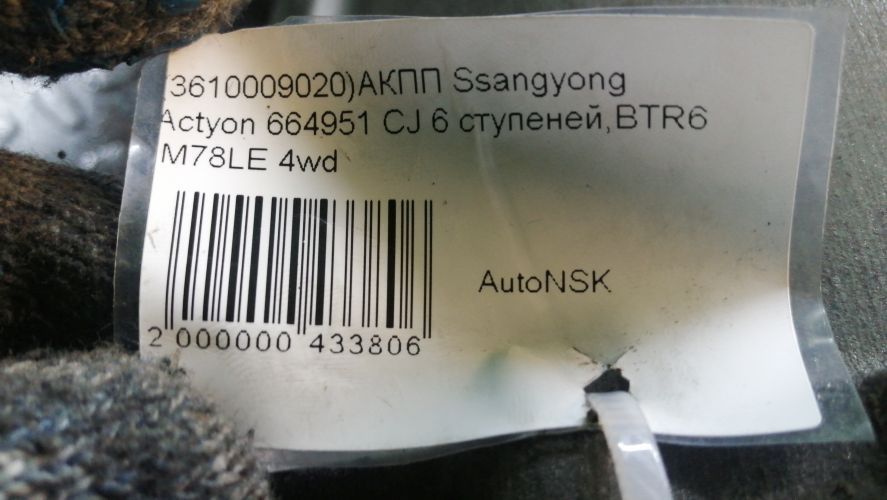 (3610009020)АКПП Ssangyong
Actyon 664951 CJ 6 ступеней,BTR6
M78LE 4wd
AutoNSK
2 000000 433806